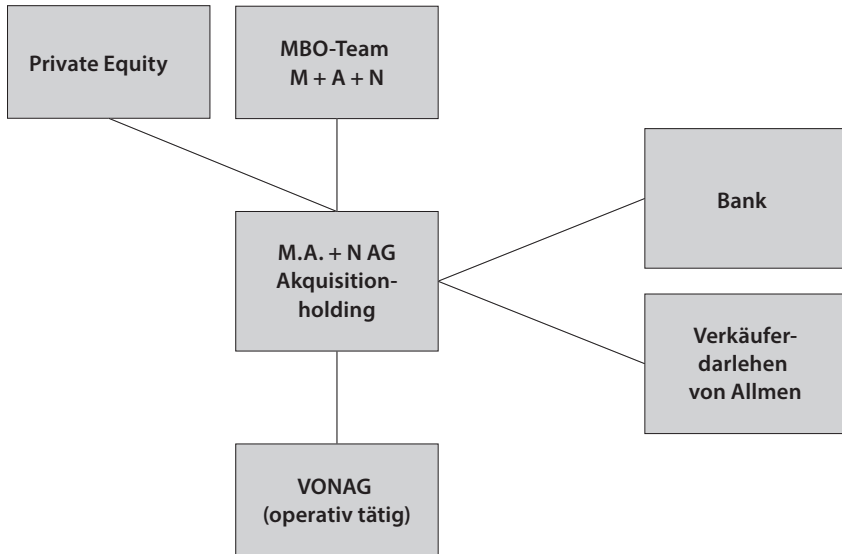 Private Equity
MBO-Team
M + A + N
Bank
M.A. + N AG
Akquisition-
holding
Verkäufer-
darlehen
von Allmen
VONAG
(operativ tätig)